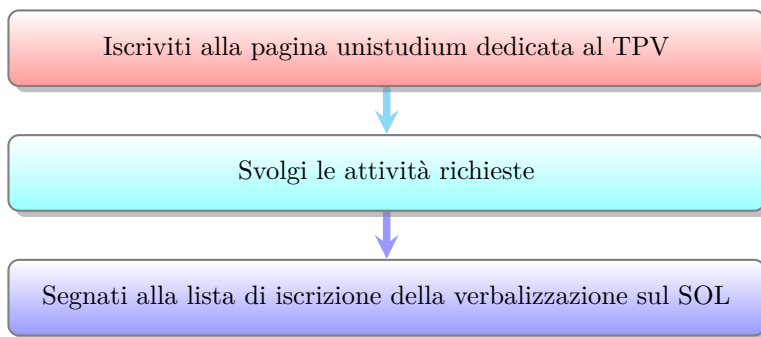 Iscriviti alla pagina unistudium dedicata al TPV
Svolgi le attività richieste
Segnati alla lista di iscrizione della verbalizzazione sul SOL